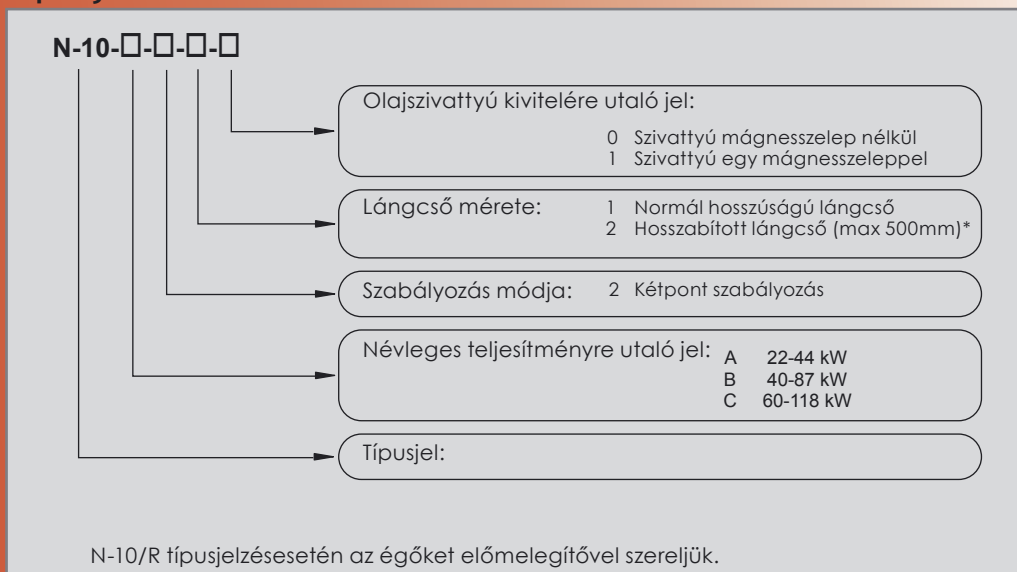 N-10-□-□-□-□
Olajszivattyú kivitelére utaló jel:
0 Szivattyú mágnesszelep nélkül
1 Szivattyú egy mágnesszeleppel
Lángcső mérete: 1 Normál hosszúságú lángcső
2 Hosszabított lángcső (max 500mm)*
Szabályozás módja: 2 Kétpont szabályozás
Névleges teljesítményre utaló jel: A 22-44 kW
B 40-87 kW
C 60-118 kW
Típusjel:
N-10/R típusjelzésesetén az égőket előmelegítővel szereljük.